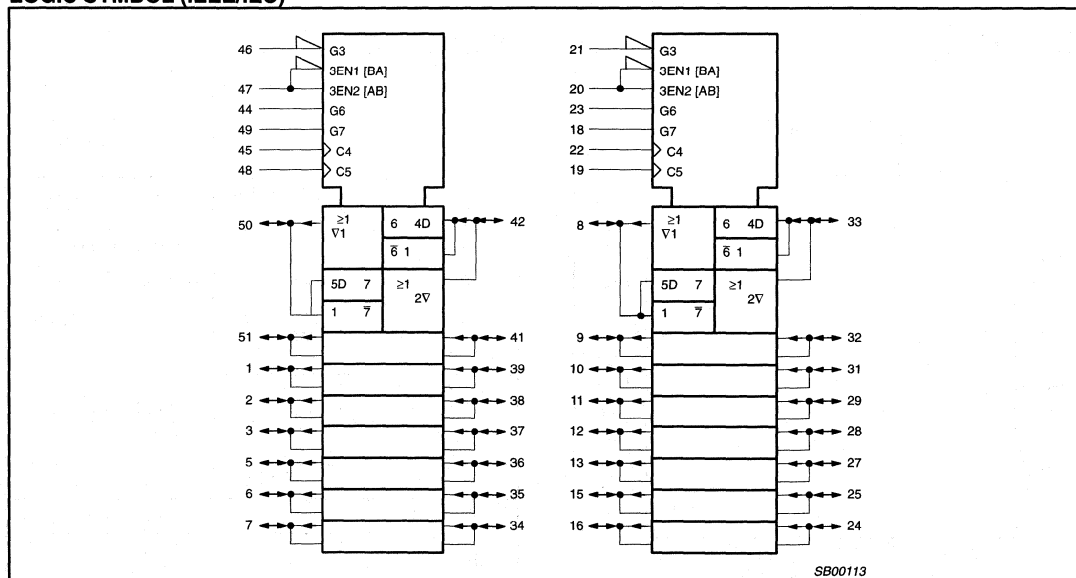 LOGIC SYMBOL (IEEE/IEC)
46 G3
3EN1 [BA]
47 3EN2 [AB]
44 G6
49 G7
45 C4
48 C5
50 ≥1 6 4D 42
∇1
6̅ 1
5D 7 ≥1
2∇
1 7̅
51 41
1 39
2 38
3 37
5 36
6 35
7 34
21 G3
3EN1 [BA]
20 3EN2 [AB]
23 G6
18 G7
22 C4
19 C5
8 ≥1 6 4D 33
∇1
6̅ 1
5D 7 ≥1
2∇
1 7̅
9 32
10 31
11 29
12 28
13 27
15 25
16 24
SB00113